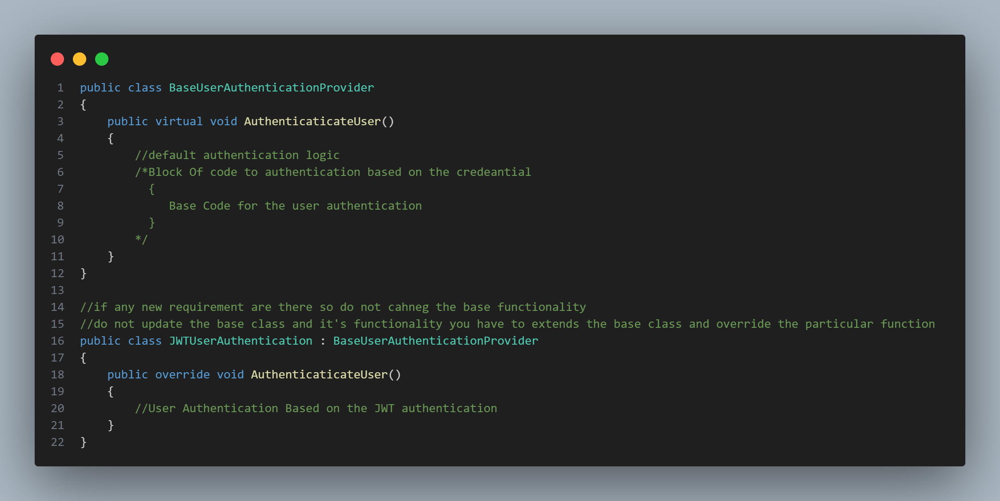 1 public class BaseUserAuthenticationProvider
2 {
3     public virtual void AuthenticaticateUser()
4     {
5         //default authentication logic
6         /*Block Of code to authentication based on the credeantial
7           {
8              Base Code for the user authentication
9           }
10         */
11     }
12 }
13
14 //if any new requirement are there so do not cahneg the base functionality
15 //do not update the base class and it's functionality you have to extends the base class and override the particular function
16 public class JWTUserAuthentication : BaseUserAuthenticationProvider
17 {
18     public override void AuthenticaticateUser()
19     {
20         //User Authentication Based on the JWT authentication
21     }
22 }